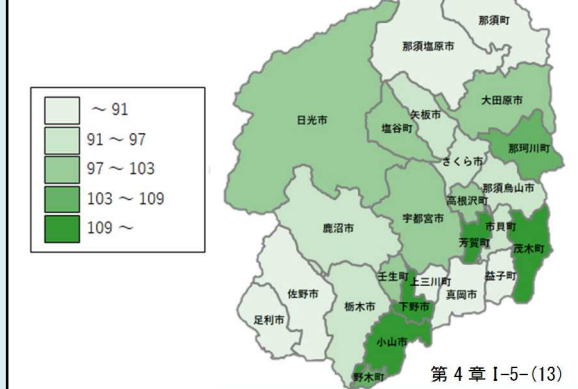 那須町
那須塩原市
大田原市
矢板市
日光市
塩谷町
那珂川町
さくら市
那須烏山市
高根沢町
宇都宮市
鹿沼市
市貝町
茂木町
芳賀町
壬生町
上三川町
益子町
真岡市
佐野市
栃木市
下野市
足利市
小山市
野木町
～ 91
91 ～ 97
97 ～ 103
103 ～ 109
109 ～
第４章Ⅰ-5-(13)